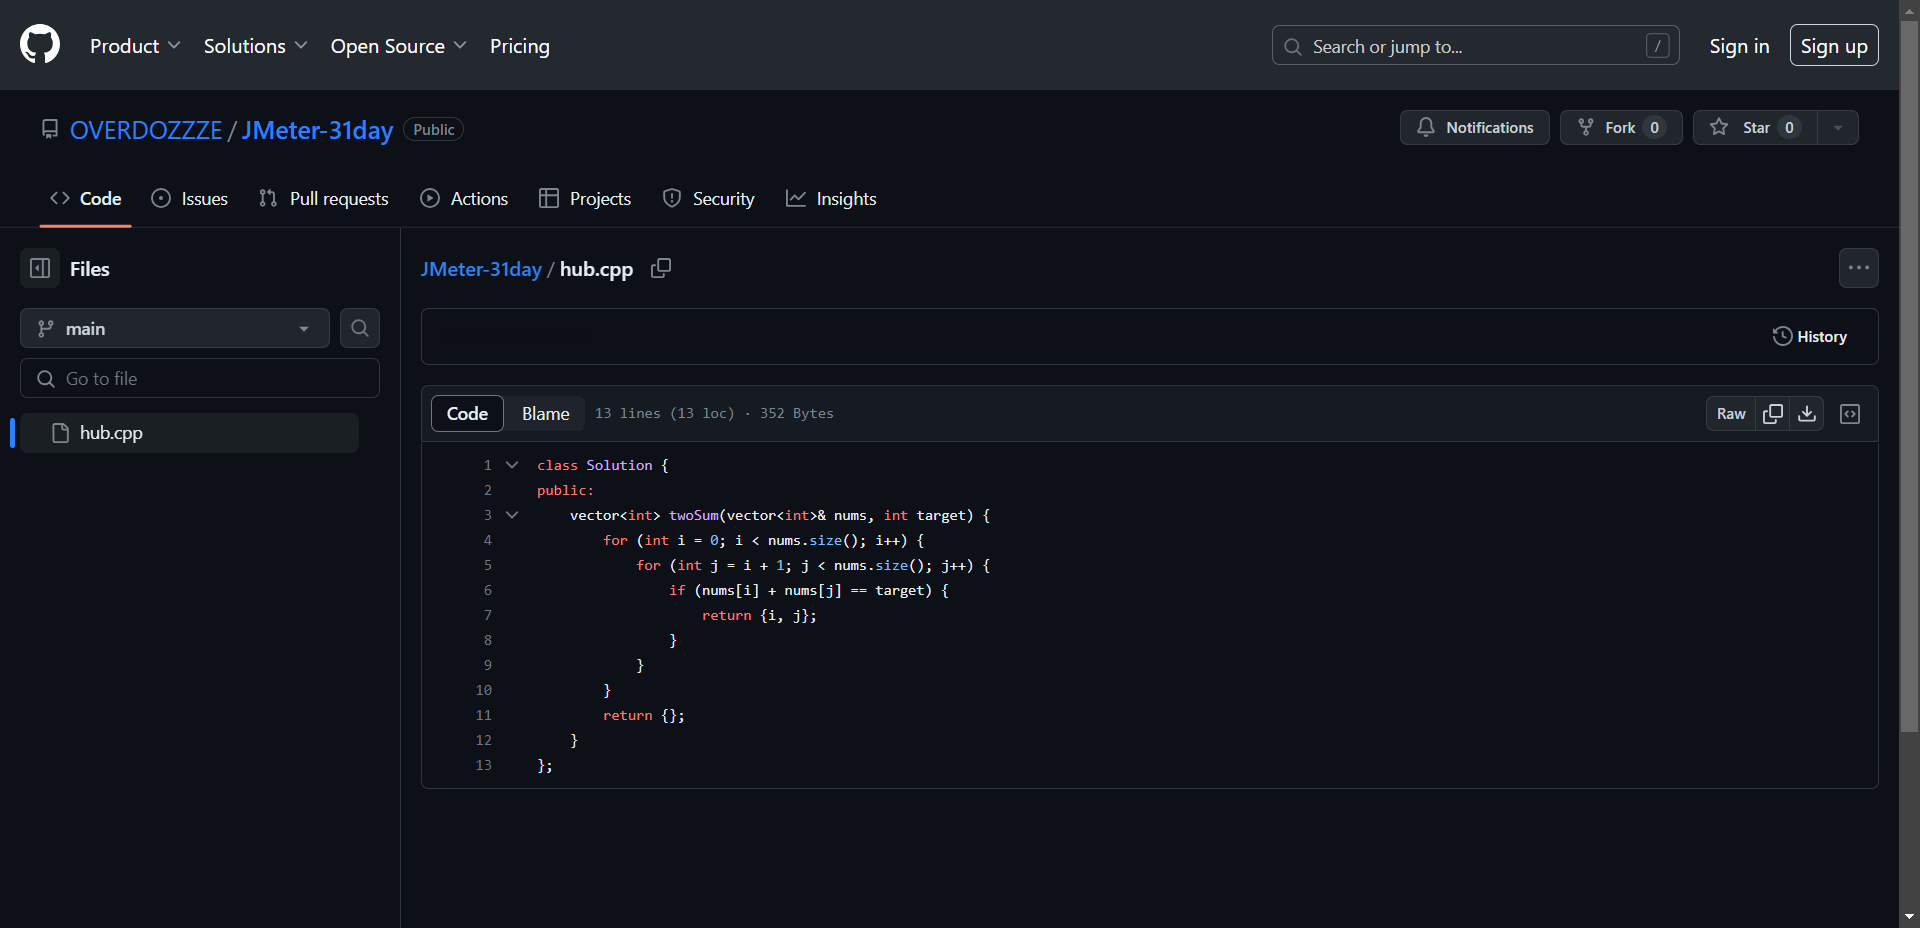 Product Solutions Open Source Pricing Search or jump to... / Sign in Sign up
OVERDOZZZE / JMeter-31day Public Notifications Fork 0 Star 0
Code Issues Pull requests Actions Projects Security Insights
Files
main
Go to file
hub.cpp
JMeter-31day / hub.cpp
History
Code Blame 13 lines (13 loc) · 352 Bytes Raw
1 class Solution {
2 public:
3     vector<int> twoSum(vector<int>& nums, int target) {
4         for (int i = 0; i < nums.size(); i++) {
5             for (int j = i + 1; j < nums.size(); j++) {
6                 if (nums[i] + nums[j] == target) {
7                     return {i, j};
8                 }
9             }
10         }
11         return {};
12     }
13 };